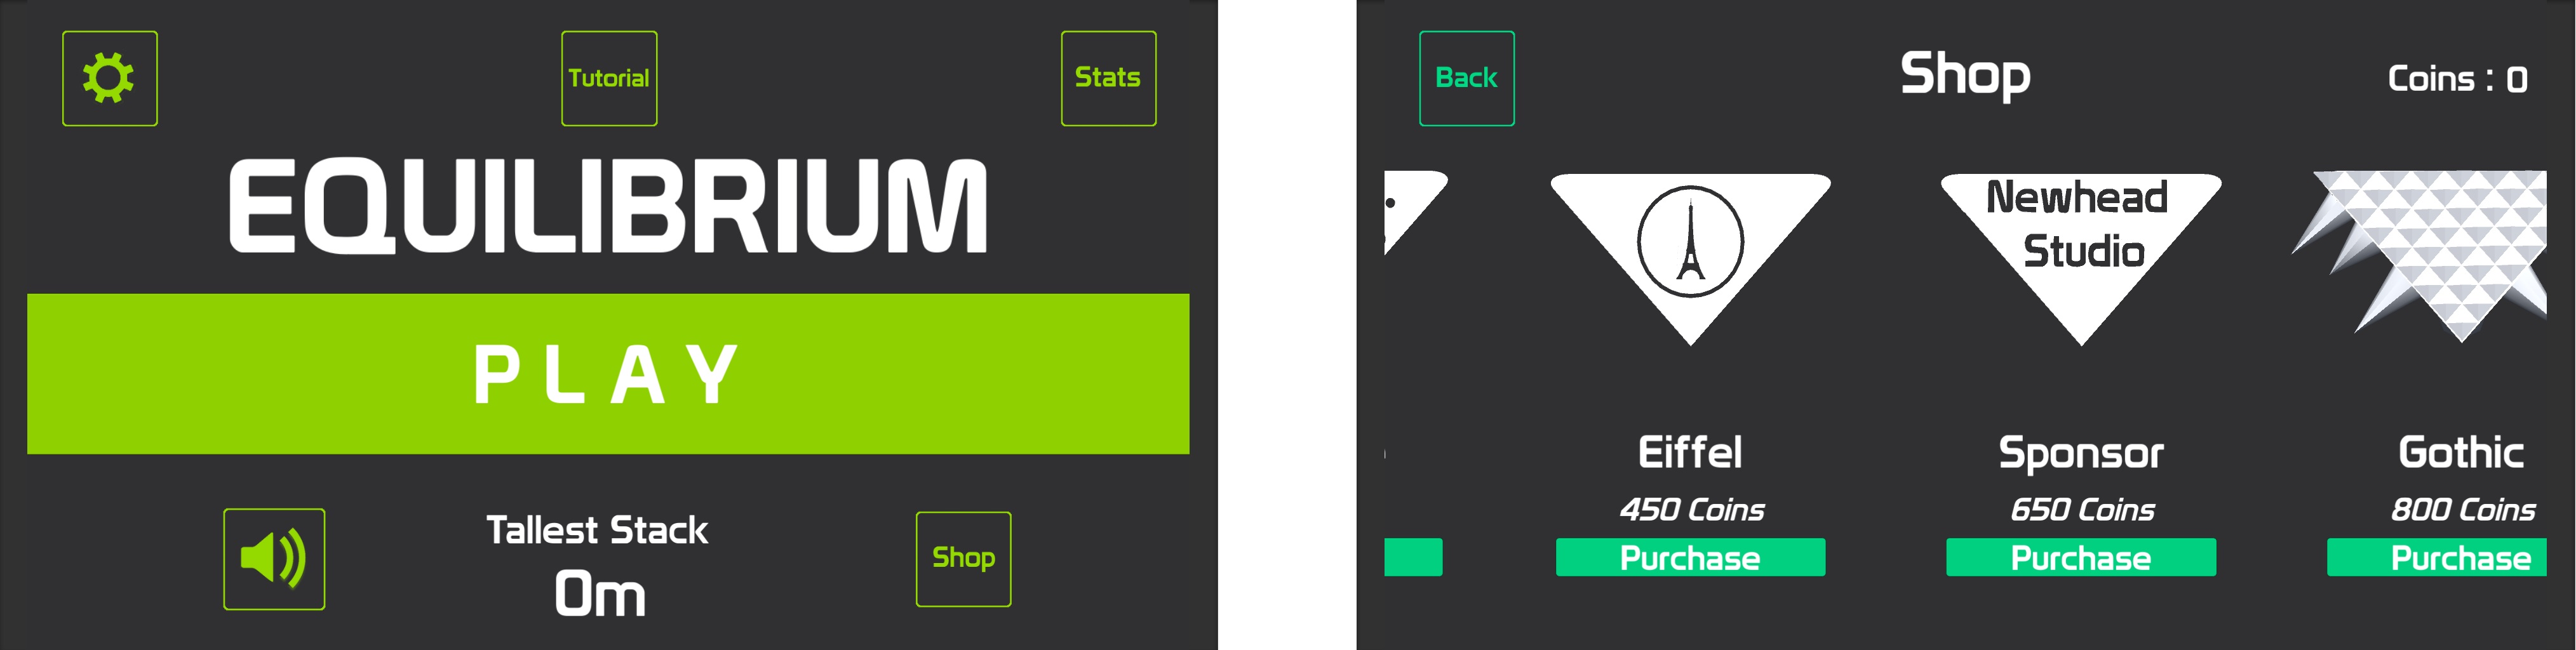 Tutorial
Stats
EQUILIBRIUM
PLAY
Tallest Stack
0m
Shop
Back
Shop
Coins : 0
Newhead
Studio
Eiffel
450 Coins
Purchase
Sponsor
650 Coins
Purchase
Gothic
800 Coins
Purchase